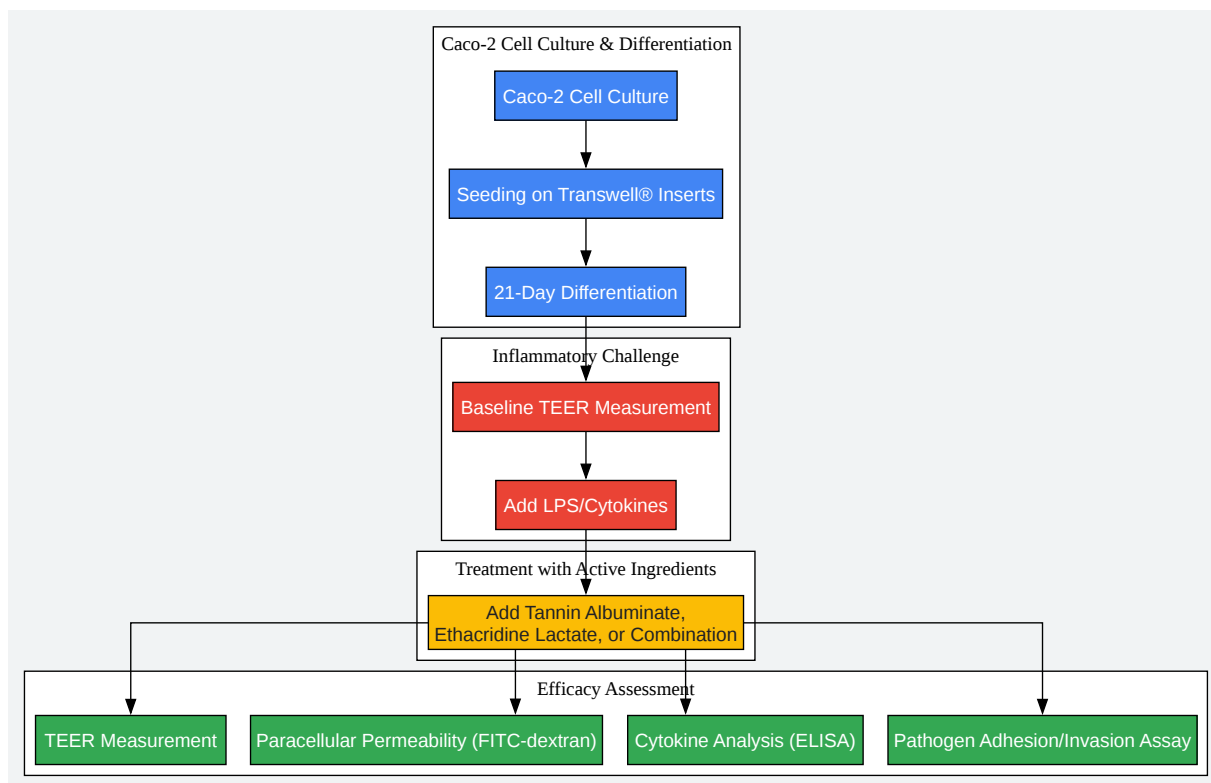 Caco-2 Cell Culture & Differentiation
Caco-2 Cell Culture
Seeding on Transwell® Inserts
21-Day Differentiation
Inflammatory Challenge
Baseline TEER Measurement
Add LPS/Cytokines
Treatment with Active Ingredients
Add Tannin Albuminate,
Ethacridine Lactate, or Combination
Efficacy Assessment
TEER Measurement
Paracellular Permeability (FITC-dextran)
Cytokine Analysis (ELISA)
Pathogen Adhesion/Invasion Assay